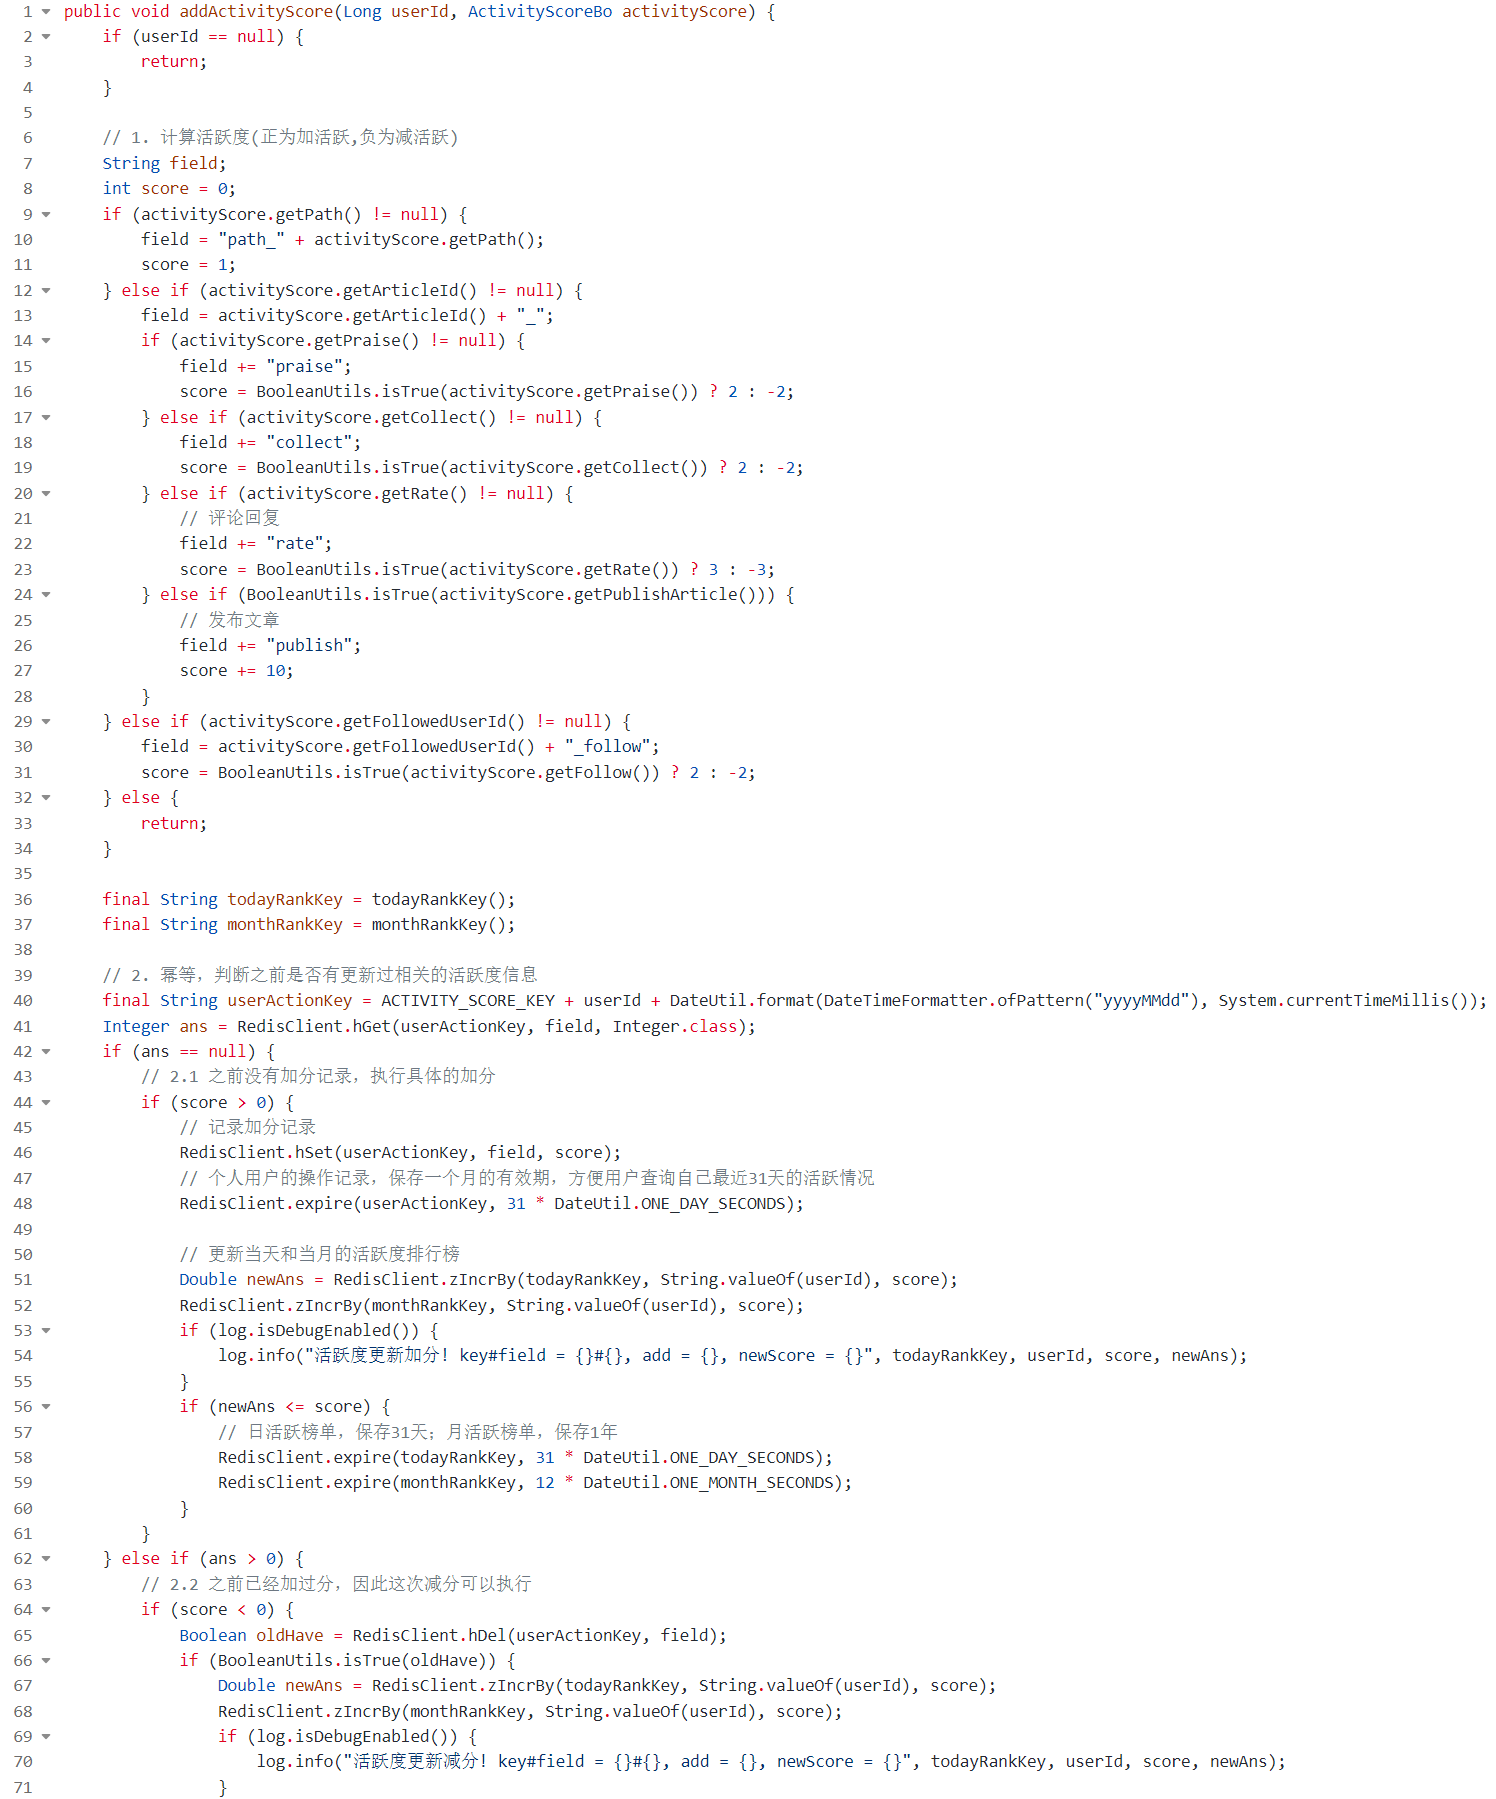 1 public void addActivityScore(Long userId, ActivityScoreBo activityScore) {
2     if (userId == null) {
3         return;
4     }
5
6     // 1. 计算活跃度(正为加活跃,负为减活跃)
7     String field;
8     int score = 0;
9     if (activityScore.getPath() != null) {
10         field = "path_" + activityScore.getPath();
11         score = 1;
12     } else if (activityScore.getArticleId() != null) {
13         field = activityScore.getArticleId() + "_";
14         if (activityScore.getPraise() != null) {
15             field += "praise";
16             score = BooleanUtils.isTrue(activityScore.getPraise()) ? 2 : -2;
17         } else if (activityScore.getCollect() != null) {
18             field += "collect";
19             score = BooleanUtils.isTrue(activityScore.getCollect()) ? 2 : -2;
20         } else if (activityScore.getRate() != null) {
21             // 评论回复
22             field += "rate";
23             score = BooleanUtils.isTrue(activityScore.getRate()) ? 3 : -3;
24         } else if (BooleanUtils.isTrue(activityScore.getPublishArticle())) {
25             // 发布文章
26             field += "publish";
27             score += 10;
28         }
29     } else if (activityScore.getFollowedUserId() != null) {
30         field = activityScore.getFollowedUserId() + "_follow";
31         score = BooleanUtils.isTrue(activityScore.getFollow()) ? 2 : -2;
32     } else {
33         return;
34     }
35
36     final String todayRankKey = todayRankKey();
37     final String monthRankKey = monthRankKey();
38
39     // 2. 幂等，判断之前是否有更新过相关的活跃度信息
40     final String userActionKey = ACTIVITY_SCORE_KEY + userId + DateUtil.format(DateTimeFormatter.ofPattern("yyyyMMdd"), System.currentTimeMillis());
41     Integer ans = RedisClient.hGet(userActionKey, field, Integer.class);
42     if (ans == null) {
43         // 2.1 之前没有加分记录，执行具体的加分
44         if (score > 0) {
45             // 记录加分记录
46             RedisClient.hSet(userActionKey, field, score);
47             // 个人用户的操作记录，保存一个月的有效期，方便用户查询自己最近31天的活跃情况
48             RedisClient.expire(userActionKey, 31 * DateUtil.ONE_DAY_SECONDS);
49
50             // 更新当天和当月的活跃度排行榜
51             Double newAns = RedisClient.zIncrBy(todayRankKey, String.valueOf(userId), score);
52             RedisClient.zIncrBy(monthRankKey, String.valueOf(userId), score);
53             if (log.isDebugEnabled()) {
54                 log.info("活跃度更新加分! key#field = {}#{}, add = {}, newScore = {}", todayRankKey, userId, score, newAns);
55             }
56             if (newAns <= score) {
57                 // 日活跃榜单，保存31天；月活跃榜单，保存1年
58                 RedisClient.expire(todayRankKey, 31 * DateUtil.ONE_DAY_SECONDS);
59                 RedisClient.expire(monthRankKey, 12 * DateUtil.ONE_MONTH_SECONDS);
60             }
61         }
62     } else if (ans > 0) {
63         // 2.2 之前已经加过分，因此这次减分可以执行
64         if (score < 0) {
65             Boolean oldHave = RedisClient.hDel(userActionKey, field);
66             if (BooleanUtils.isTrue(oldHave)) {
67                 Double newAns = RedisClient.zIncrBy(todayRankKey, String.valueOf(userId), score);
68                 RedisClient.zIncrBy(monthRankKey, String.valueOf(userId), score);
69                 if (log.isDebugEnabled()) {
70                     log.info("活跃度更新减分! key#field = {}#{}, add = {}, newScore = {}", todayRankKey, userId, score, newAns);
71                 }